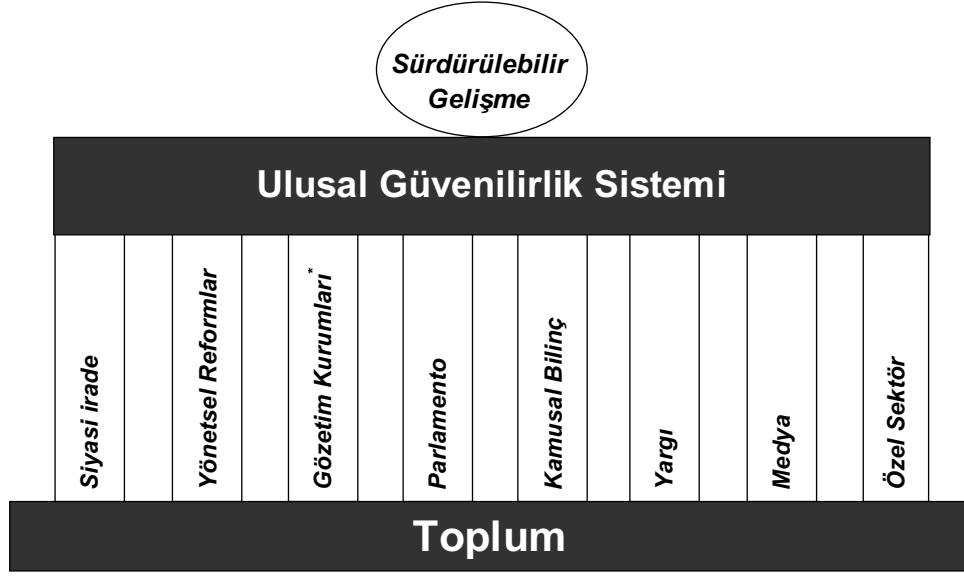 Sürdürülebilir
Gelişme
Ulusal Güvenilirlik Sistemi
Siyasi irade
Yönetsel Reformlar
Gözetim Kurumları*
Parlamento
Kamusal Bilinç
Yargı
Medya
Özel Sektör
Toplum